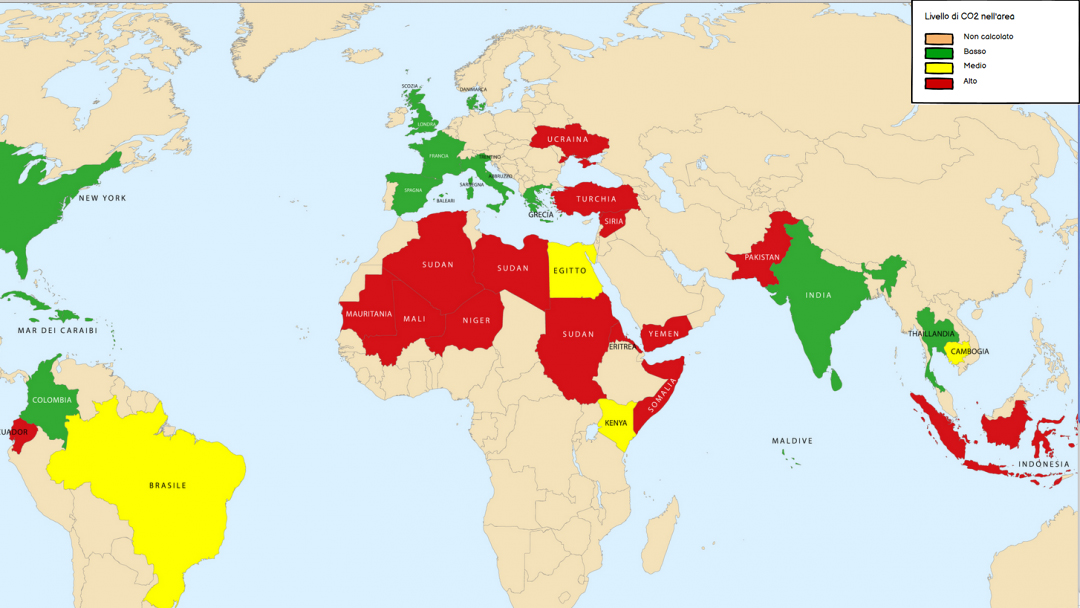 Livello di CO2 nell'area
Non calcolato
Basso
Medio
Alto
SCOZIA
DANIMARCA
LONDRA
UCRAINA
FRANCIA
TRENTINO
ABRUZZO
SARDEGNA
SPAGNA
BALEARI
NEW YORK
TURCHIA
GRECIA
SIRIA
PAKISTAN
SUDAN
SUDAN
EGITTO
INDIA
MAURITANIA
MALI
NIGER
SUDAN
YEMEN
ERITREA
MAR DEI CARAIBI
THAILLANDIA
CAMBOGIA
COLOMBIA
SOMALIA
KENYA
UADOR
MALDIVE
INDONESIA
BRASILE